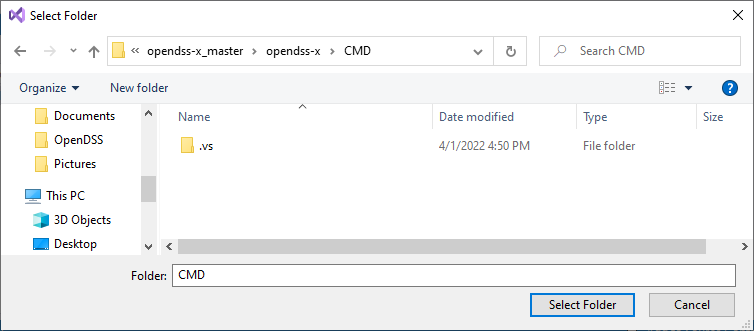 Select Folder
« opendss-x_master > opendss-x > CMD
Search CMD
Organize
New folder
?
Documents
OpenDSS
Pictures
This PC
3D Objects
Desktop
Name
Date modified
Type
Size
.vs
4/1/2022 4:50 PM
File folder
Folder:
CMD
Select Folder
Cancel